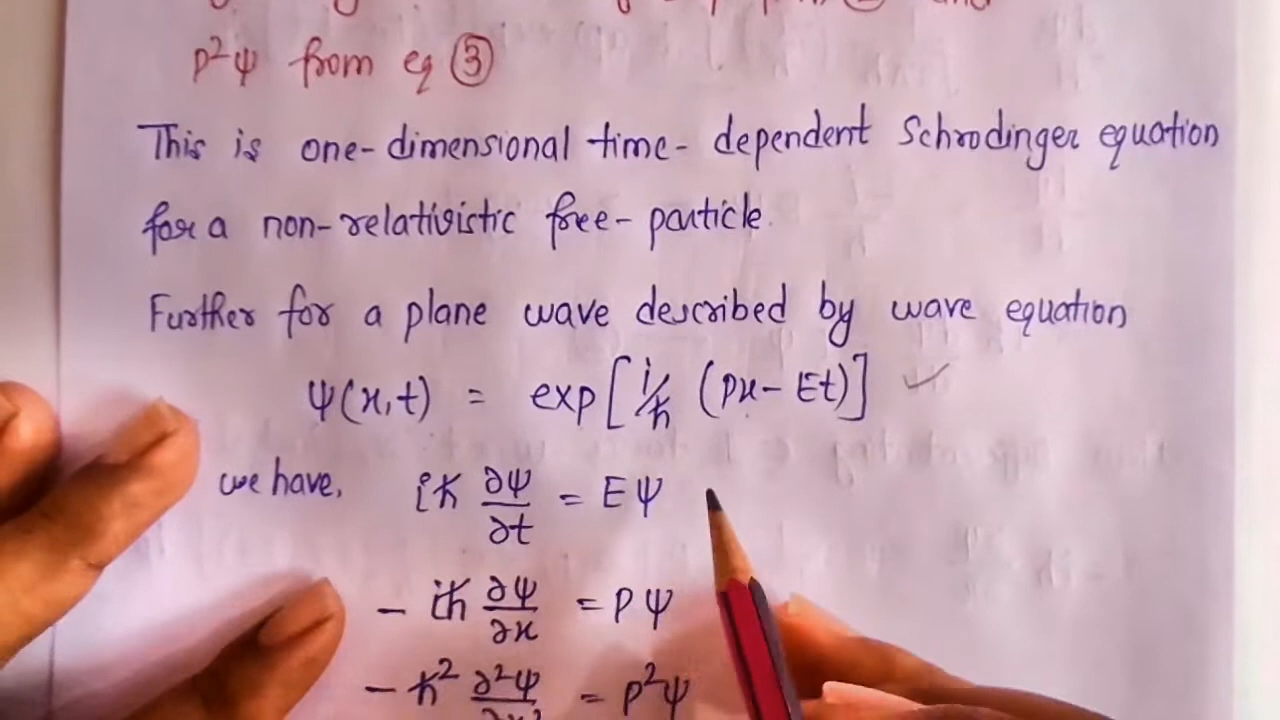 p²ψ from eq ③
This is one-dimensional time-dependent Schrodinger equation
for a non-relativistic free-particle.
Further for a plane wave described by wave equation
ψ(x,t) = exp[i/ħ (px - Et)] ✓
we have, iħ ∂ψ/∂t = Eψ
- iħ ∂ψ/∂x = pψ
- ħ² ∂²ψ/∂x² = p²ψ